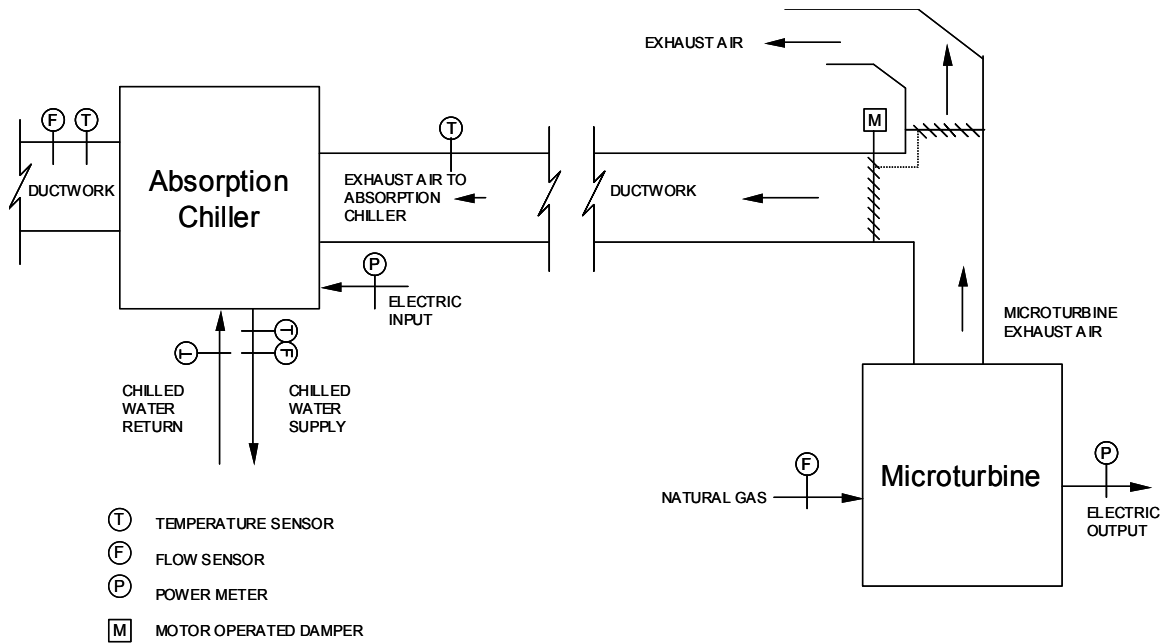 EXHAUST AIR
M
F
T
T
DUCTWORK
Absorption
Chiller
EXHAUST AIR TO
ABSORPTION
CHILLER
DUCTWORK
P
ELECTRIC
INPUT
MICROTURBINE
EXHAUST AIR
T
T
F
CHILLED
WATER
RETURN
CHILLED
WATER
SUPPLY
F
P
NATURAL GAS
Microturbine
ELECTRIC
OUTPUT
T TEMPERATURE SENSOR
F FLOW SENSOR
P POWER METER
M MOTOR OPERATED DAMPER